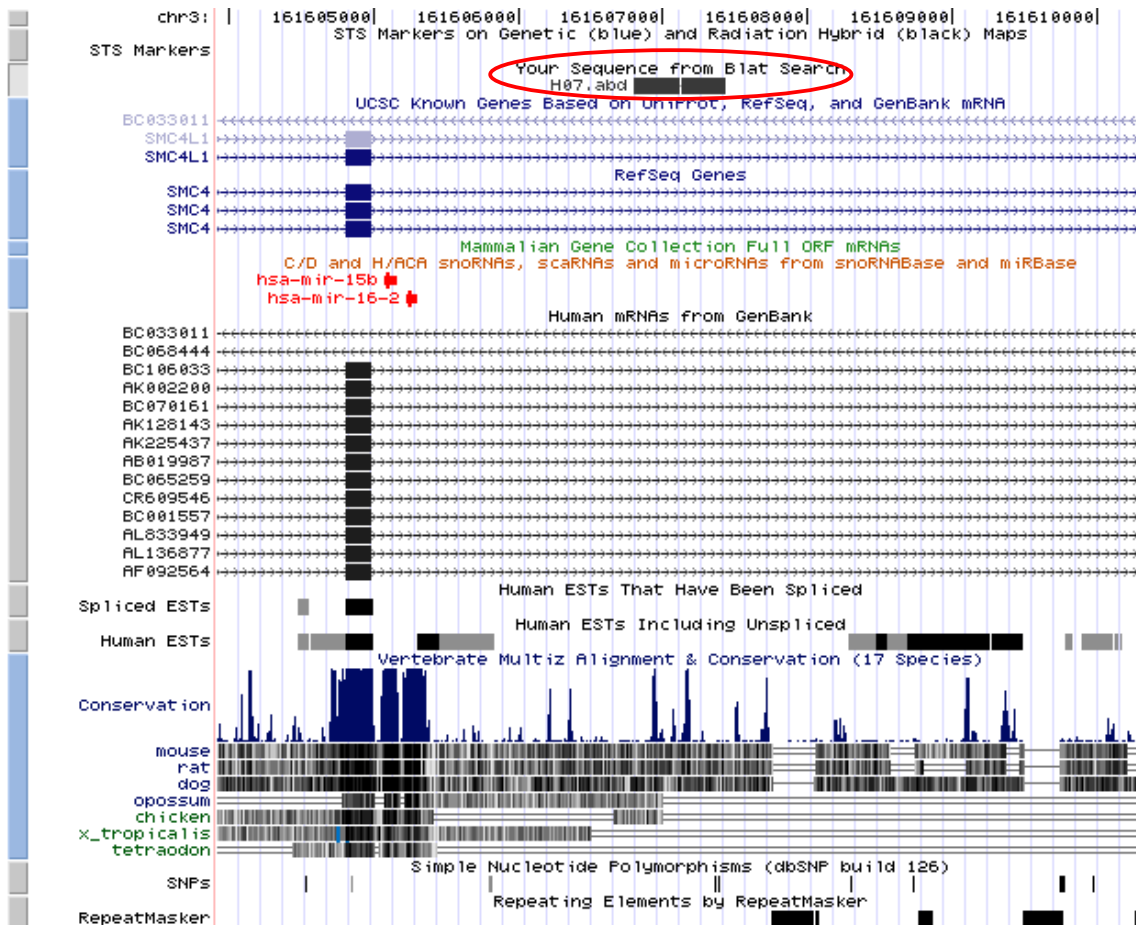 chr3: | 161605000| 161606000| 161607000| 161608000| 161609000| 161610000|
STS Markers on Genetic (blue) and Radiation Hybrid (black) Maps
STS Markers
Your Sequence from Blat Search
H07.abd
UCSC Known Genes Based on UniProt, RefSeq, and GenBank mRNA
BC033011
SMC4L1
SMC4L1
RefSeq Genes
SMC4
SMC4
SMC4
Mammalian Gene Collection Full ORF mRNAs
C/D and H/ACA snoRNAs, scaRNAs and microRNAs from snoRNABase and miRBase
hsa-mir-15b
hsa-mir-16-2
Human mRNAs from GenBank
BC033011
BC068444
BC106033
AK002200
BC070161
AK128143
AK225437
AB019987
BC065259
CR609546
BC001557
AL833949
AL136877
AF092564
Human ESTs That Have Been Spliced
Spliced ESTs
Human ESTs Including Unspliced
Human ESTs
Vertebrate Multiz Alignment & Conservation (17 Species)
Conservation
mouse
rat
dog
opossum
chicken
x_tropicalis
tetraodon
Simple Nucleotide Polymorphisms (dbSNP build 126)
SNPs
Repeating Elements by RepeatMasker
RepeatMasker